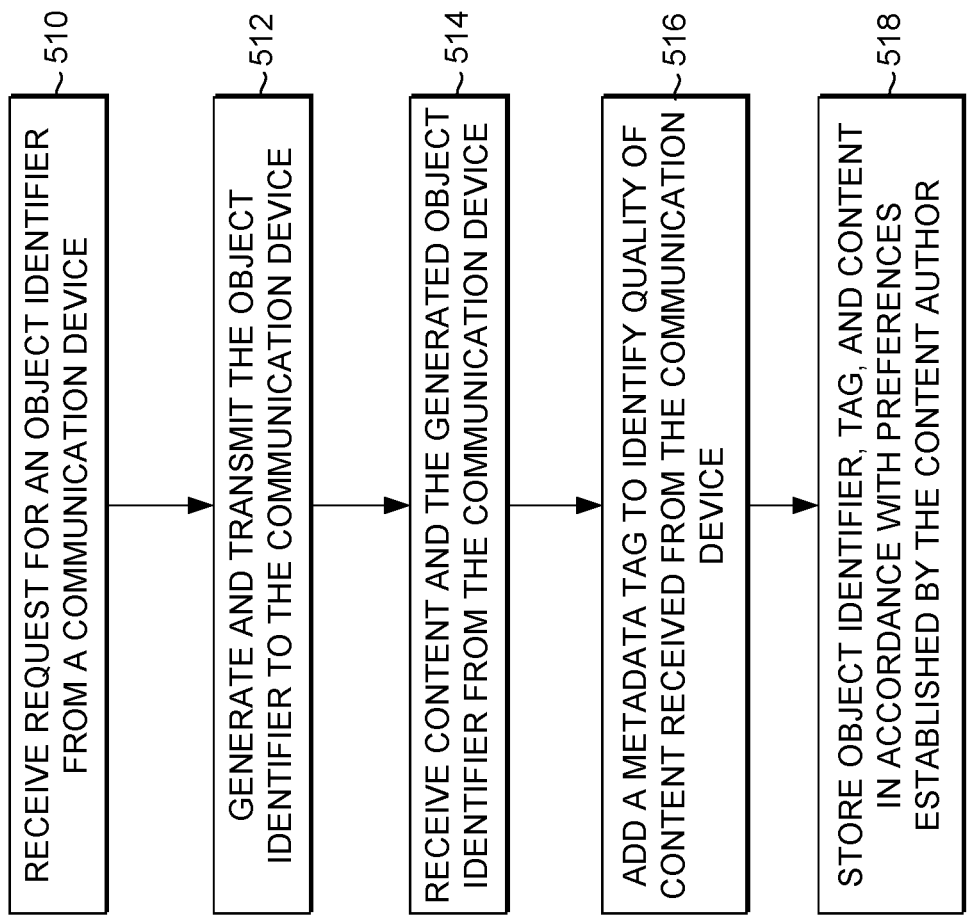 RECEIVE REQUEST FOR AN OBJECT IDENTIFIER
FROM A COMMUNICATION DEVICE
510
GENERATE AND TRANSMIT THE OBJECT
IDENTIFIER TO THE COMMUNICATION DEVICE
512
RECEIVE CONTENT AND THE GENERATED OBJECT
IDENTIFIER FROM THE COMMUNICATION DEVICE
514
ADD A METADATA TAG TO IDENTIFY QUALITY OF
CONTENT RECEIVED FROM THE COMMUNICATION
DEVICE
516
STORE OBJECT IDENTIFIER, TAG, AND CONTENT
IN ACCORDANCE WITH PREFERENCES
ESTABLISHED BY THE CONTENT AUTHOR
518